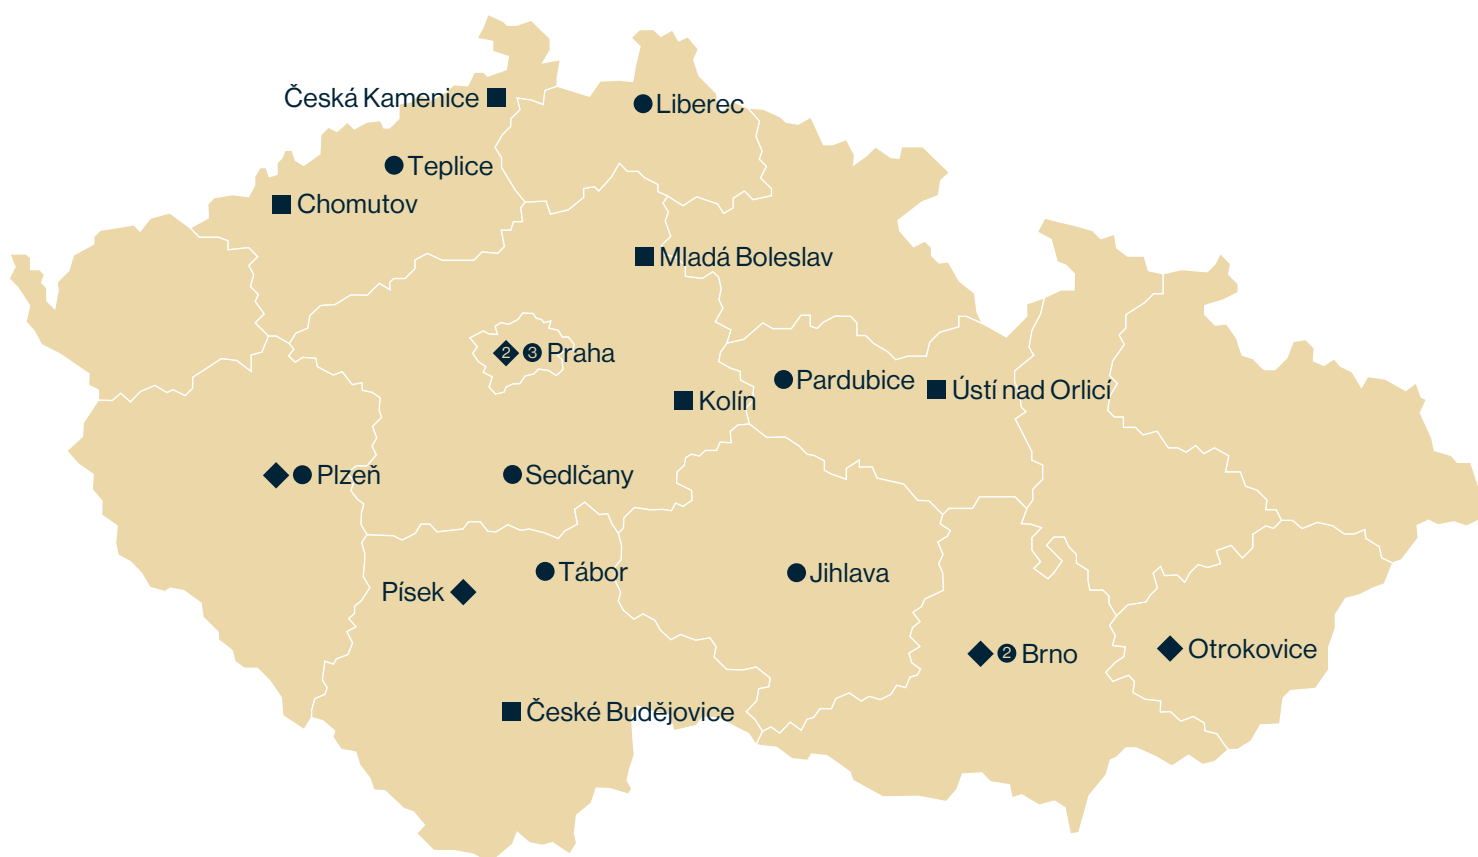 Česká Kamenice
Liberec
Teplice
Chomutov
Mladá Boleslav
2 3 Praha
Pardubice
Ústí nad Orlicí
Kolín
Plzeň
Sedlčany
Tábor
Jihlava
Písek
Otrokovice
2 Brno
České Budějovice